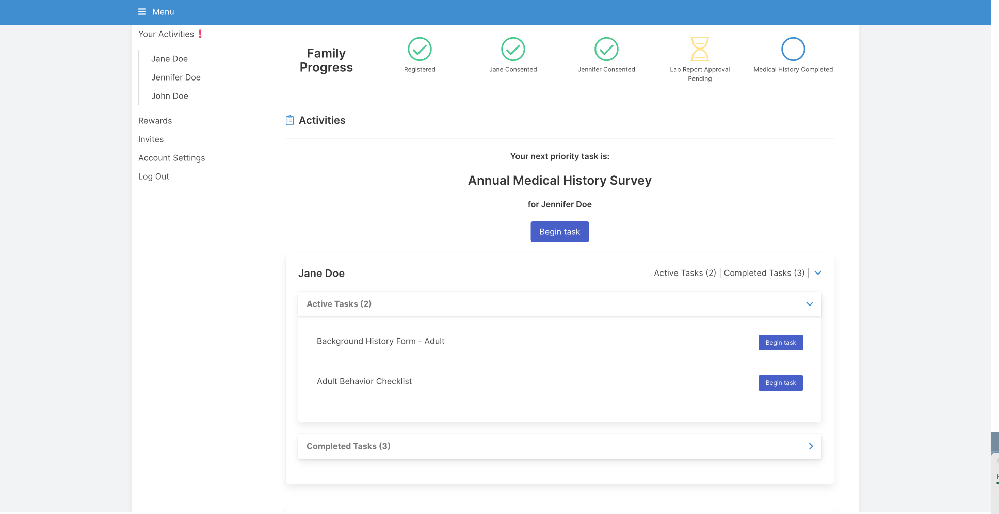 Menu
Your Activities
Jane Doe
Jennifer Doe
John Doe
Rewards
Invites
Account Settings
Log Out
Family
Progress
Registered
Jane Consented
Jennifer Consented
Lab Report Approval
Pending
Medical History Completed
Activities
Your next priority task is:
Annual Medical History Survey
for Jennifer Doe
Begin task
Jane Doe
Active Tasks (2) | Completed Tasks (3) |
Active Tasks (2)
Background History Form - Adult
Begin task
Adult Behavior Checklist
Begin task
Completed Tasks (3)